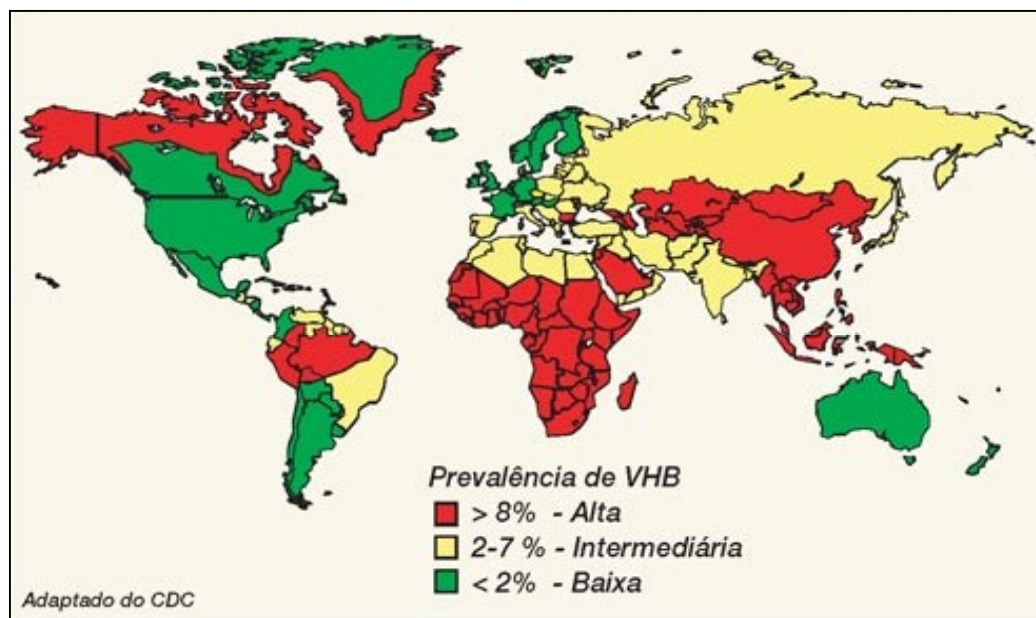 Prevalência de VHB
> 8% - Alta
2-7 % - Intermediária
< 2% - Baixa
Adaptado do CDC